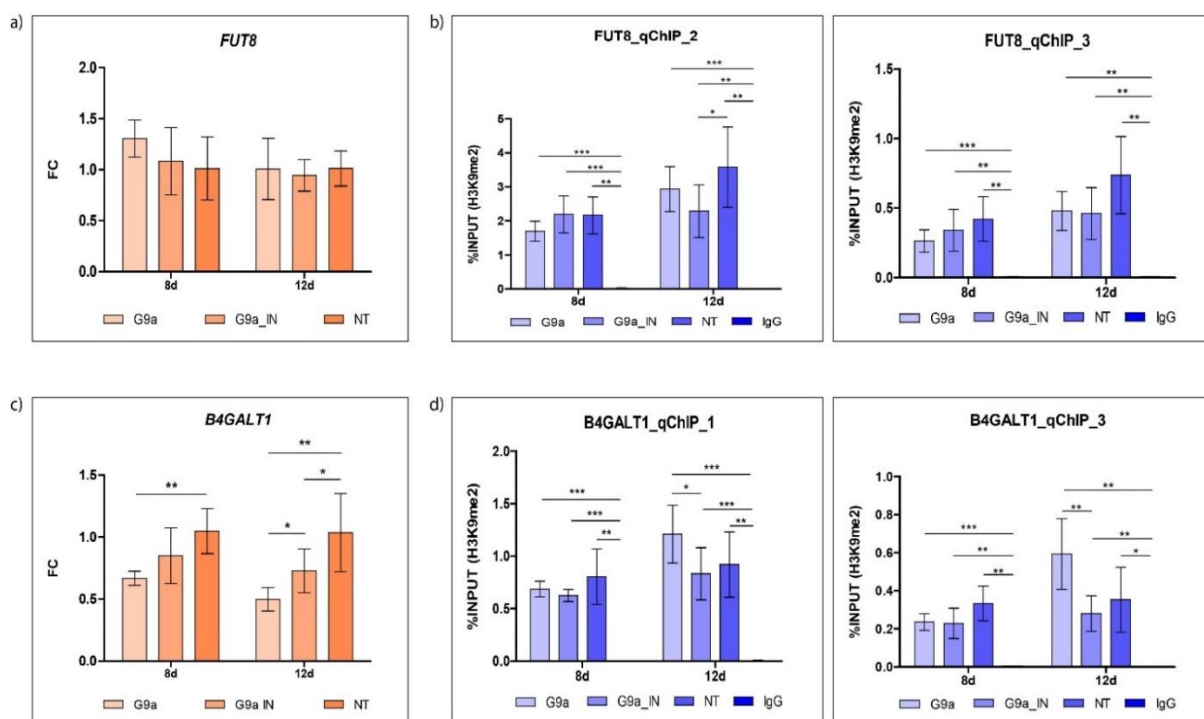 a)
FUT8
FC
2.0
1.5
1.0
0.5
0.0
8d
12d
G9a
G9a_IN
NT
b)
FUT8_qChIP_2
%INPUT (H3K9me2)
5
4
3
2
1
0
***
**
**
*
***
***
**
8d
12d
G9a
G9a_IN
NT
IgG
FUT8_qChIP_3
%INPUT (H3K9me2)
1.5
1.0
0.5
0.0
**
**
**
***
**
**
8d
12d
G9a
G9a_IN
NT
IgG
c)
B4GALT1
FC
1.5
1.0
0.5
0.0
**
**
*
*
8d
12d
G9a
G9a IN
NT
d)
B4GALT1_qChIP_1
%INPUT (H3K9me2)
2.0
1.5
1.0
0.5
0.0
***
*
***
**
***
***
**
8d
12d
G9a
G9a_IN
NT
IgG
B4GALT1_qChIP_3
%INPUT (H3K9me2)
1.0
0.8
0.6
0.4
0.2
0.0
**
**
**
*
***
**
**
8d
12d
G9a
G9a_IN
NT
IgG